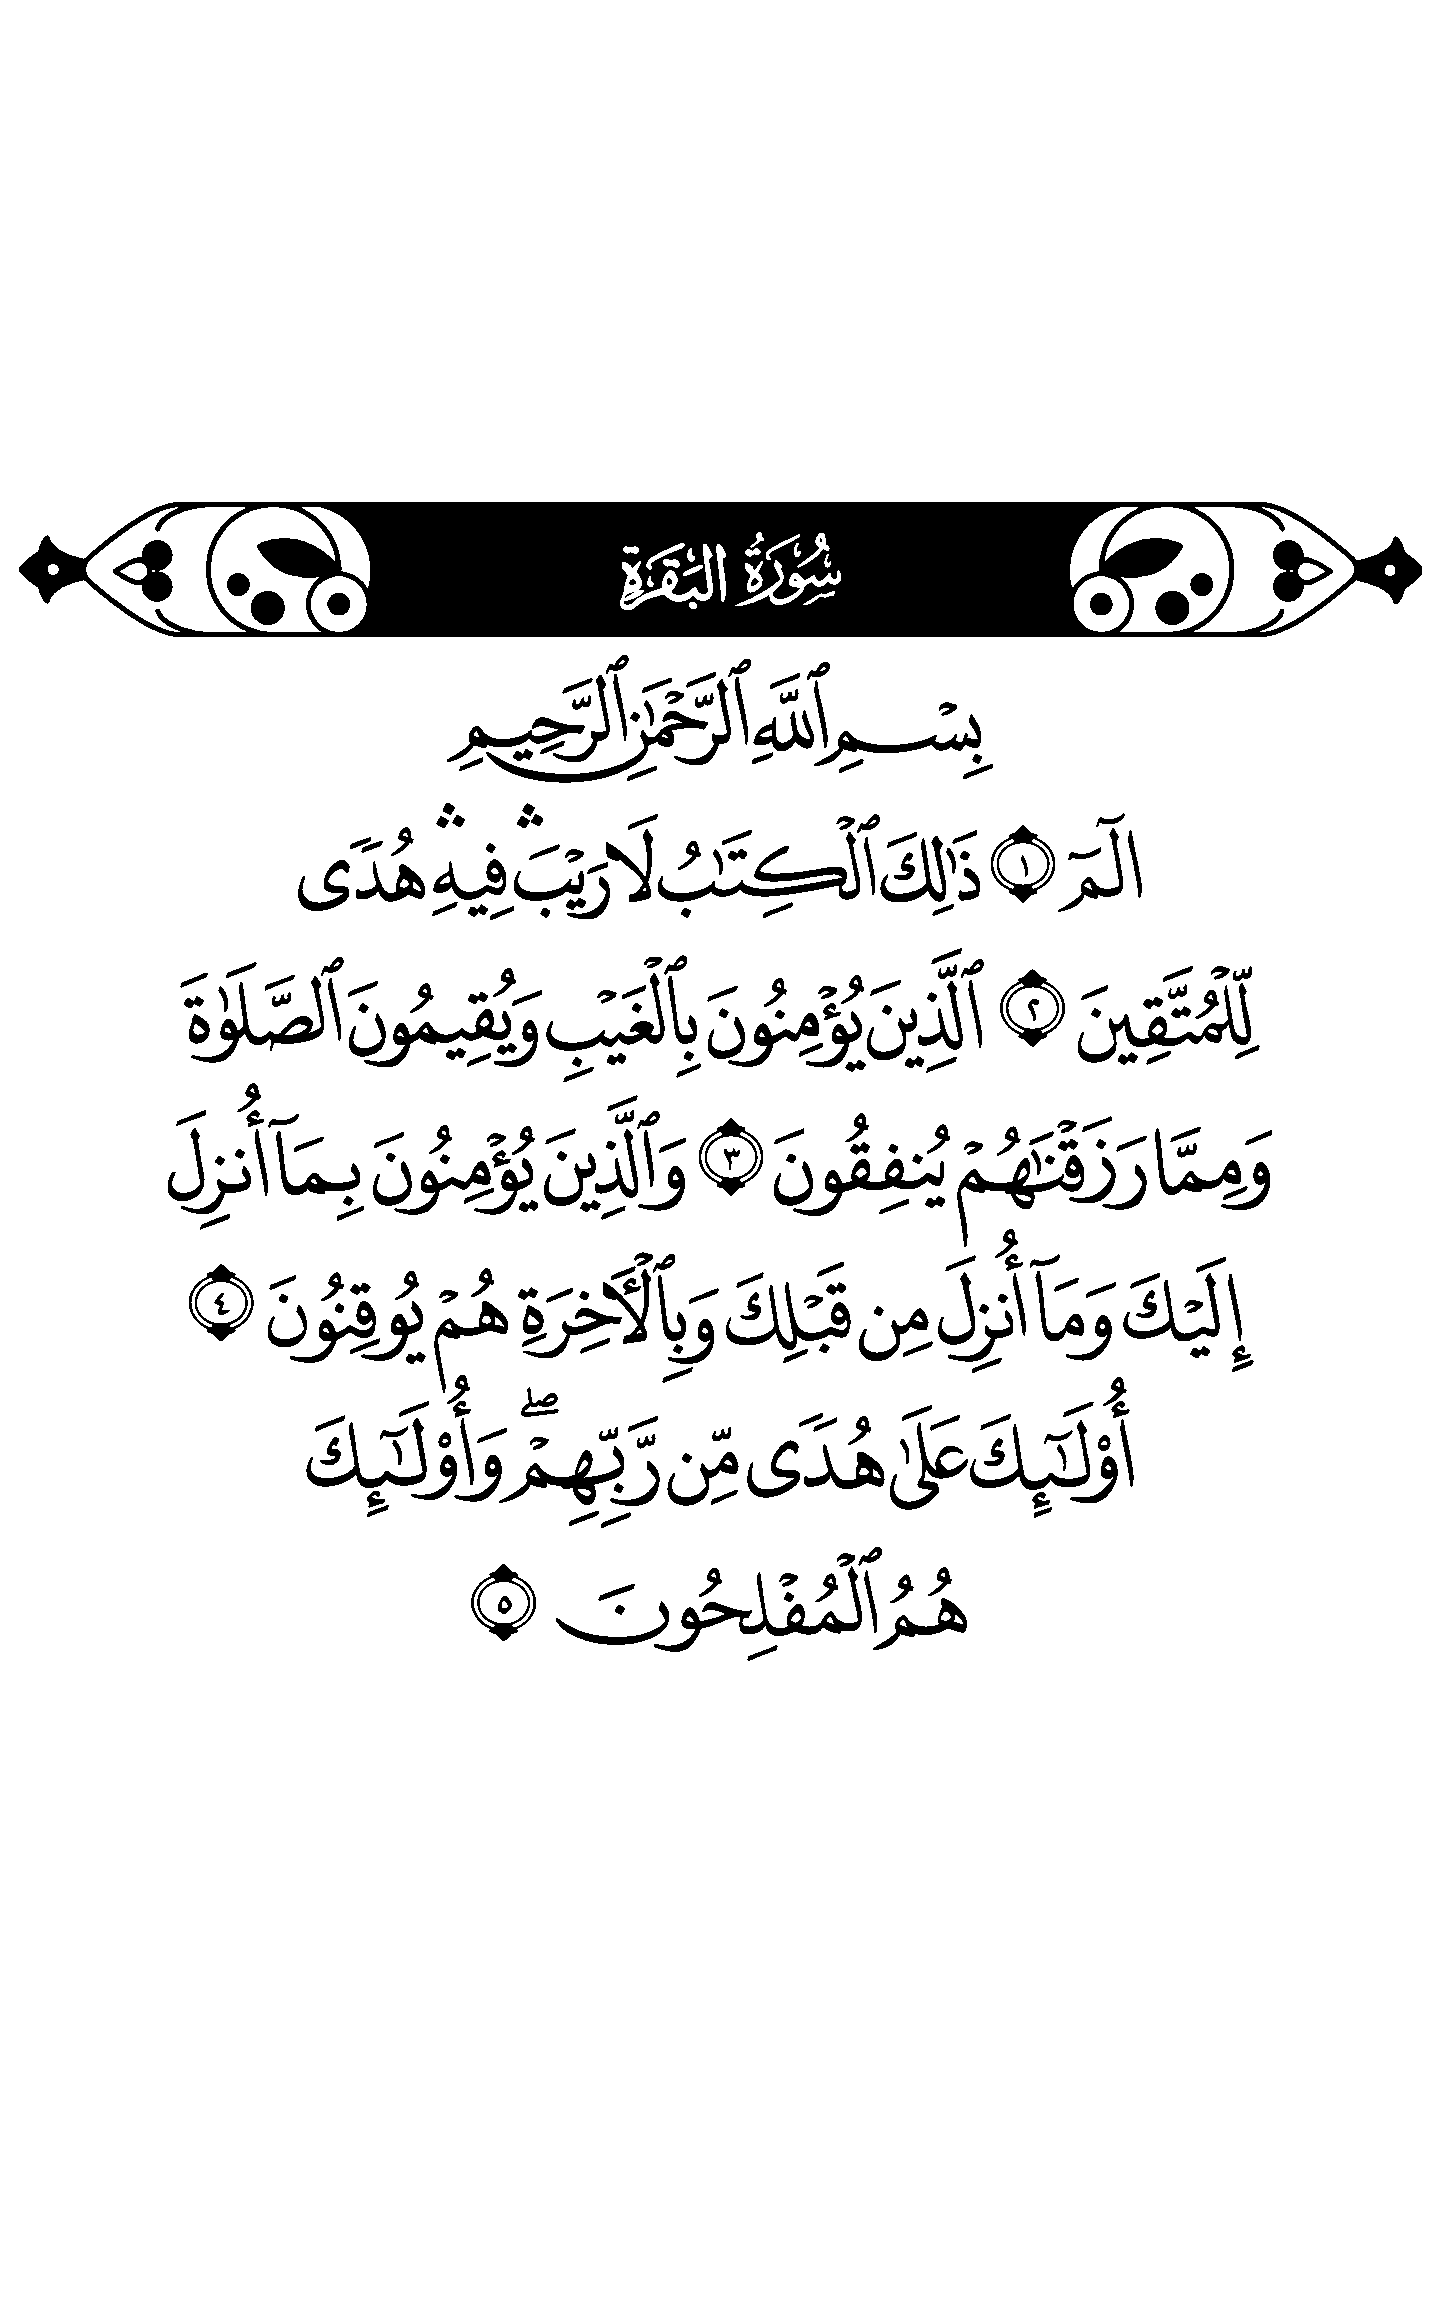 سُورَةُ البَقَرَةِ
بِسۡمِ ٱللَّهِ ٱلرَّحۡمَٰنِ ٱلرَّحِيمِ
الٓمٓ ١ ذَٰلِكَ ٱلۡكِتَٰبُ لَا رَيۡبَۛ فِيهِۛ هُدٗى
لِّلۡمُتَّقِينَ ٢ ٱلَّذِينَ يُؤۡمِنُونَ بِٱلۡغَيۡبِ وَيُقِيمُونَ ٱلصَّلَوٰةَ
وَمِمَّا رَزَقۡنَٰهُمۡ يُنفِقُونَ ٣ وَٱلَّذِينَ يُؤۡمِنُونَ بِمَآ أُنزِلَ
إِلَيۡكَ وَمَآ أُنزِلَ مِن قَبۡلِكَ وَبِٱلۡأٓخِرَةِ هُمۡ يُوقِنُونَ ٤
أُوْلَٰٓئِكَ عَلَىٰ هُدٗى مِّن رَّبِّهِمۡۖ وَأُوْلَٰٓئِكَ
هُمُ ٱلۡمُفۡلِحُونَ ٥